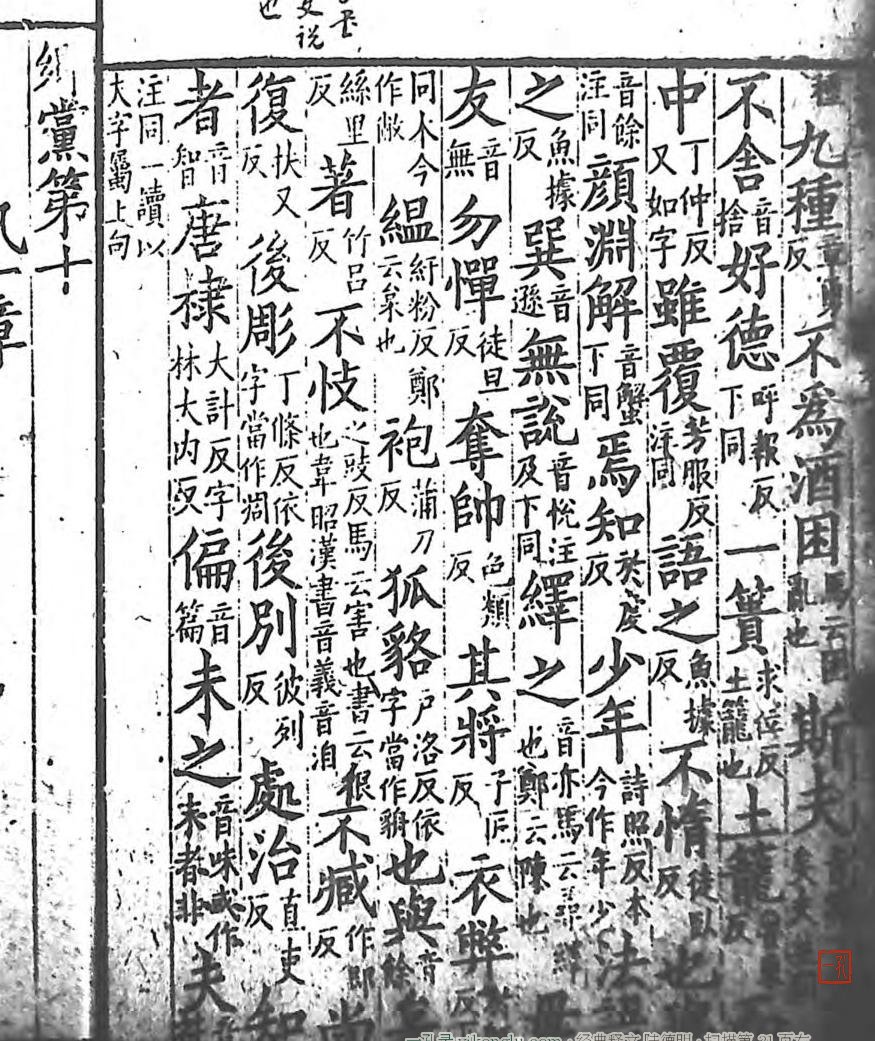 九種反不為酒困馬云困亂也斯夫
不舍音捨好德呼報反下同一簣求位反土籠也土籠反
中丁仲反又如字雖覆芳服反注同語之魚據反不惰徒臥反也
音餘注同顏淵解音蟹下同焉知於虔反少年詩照反本今作年少法
之魚據反巽音遜無說音悅注及下同繹之音亦馬云尋繹也鄭云陳也
友音無勿憚徒旦反奪帥色類反其將子匠反衣弊反
同本今作敝縕紆粉反鄭云枲也袍蒲刀反狐貉戶洛反依字當作貈也與音餘
絲里反著竹呂反不忮之豉反馬云害也書云很也韋昭漢書音義音洎不臧作郎反尚
復扶又反後彫丁條反依字當作凋後別彼列反處治直吏反知
者音智唐棣大計反字林大內反偏音篇未之音味或作末者非夫
注同一讀以夫字屬上句
鄉黨第十